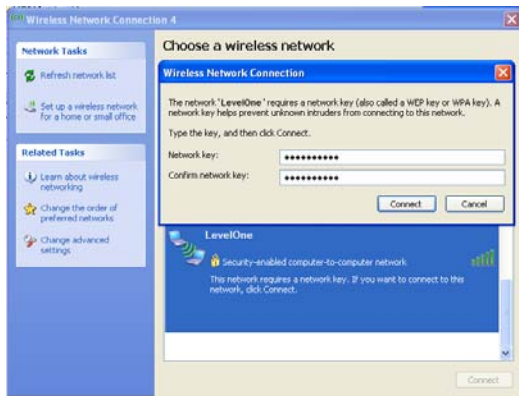 Wireless Network Connection 4
Network Tasks
Refresh network list
Set up a wireless network
for a home or small office
Related Tasks
Learn about wireless
networking
Change the order of
preferred networks
Change advanced
settings
Choose a wireless network
Wireless Network Connection
The network 'LevelOne ' requires a network key (also called a WEP key or WPA key). A
network key helps prevent unknown intruders from connecting to this network.
Type the key, and then click Connect.
Network key: ••••••••••
Confirm network key: ••••••••••
Connect Cancel
LevelOne
Security-enabled computer-to-computer network
This network requires a network key. If you want to connect to this
network, click Connect.
Connect